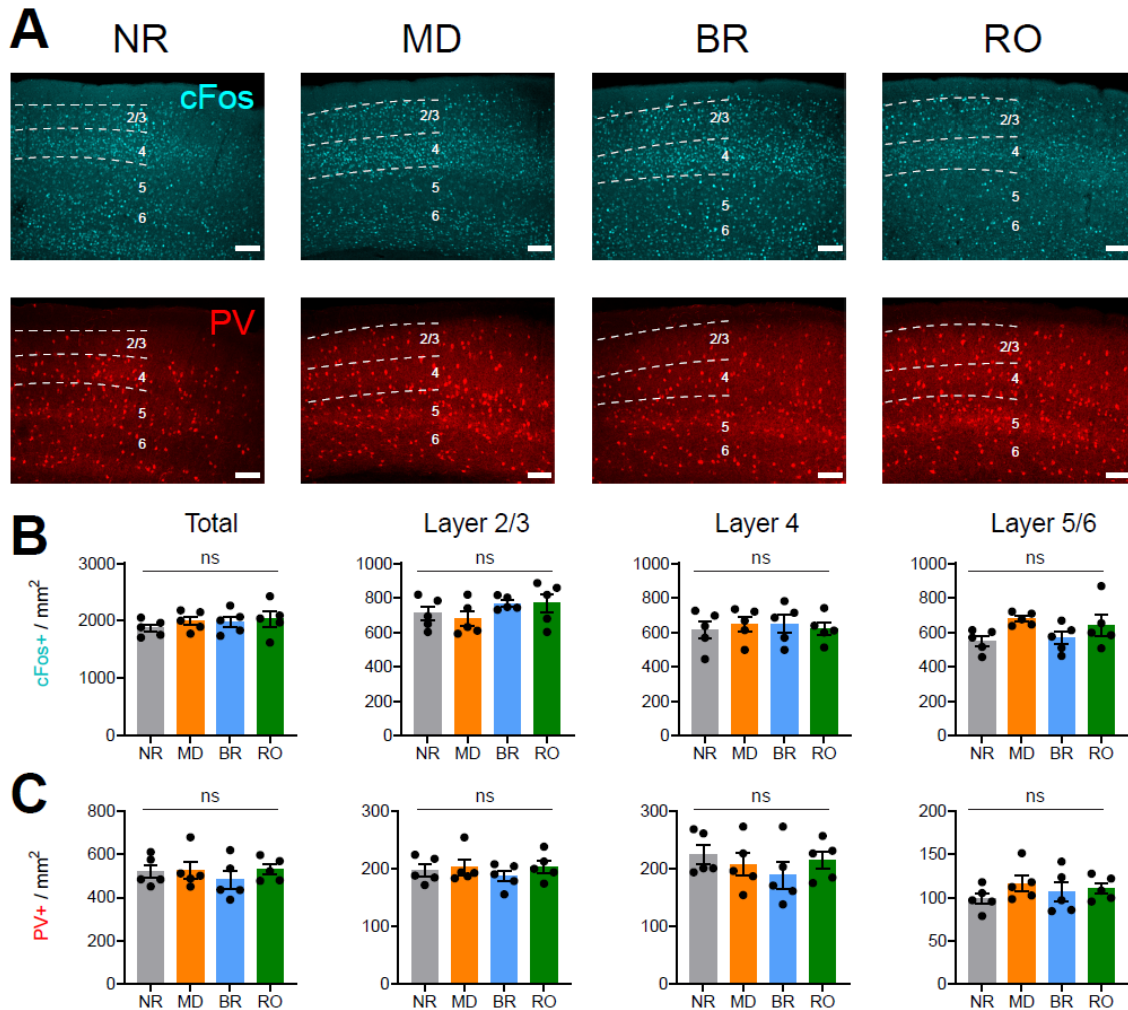 A
NR MD BR RO
cFos
2/3 2/3 2/3 2/3
4 4 4 4
5 5 5 5
6 6 6 6
PV
2/3 2/3 2/3 2/3
4 4 4 4
5 5 5 5
6 6 6 6
B
Total Layer 2/3 Layer 4 Layer 5/6
cFos+ / mm²
3000
2000
1000
0
ns
NR MD BR RO
1000
800
600
400
200
0
ns
NR MD BR RO
1000
800
600
400
200
0
ns
NR MD BR RO
1000
800
600
400
200
0
ns
NR MD BR RO
C
PV+ / mm²
800
600
400
200
0
ns
NR MD BR RO
300
200
100
0
ns
NR MD BR RO
300
200
100
0
ns
NR MD BR RO
200
150
100
50
0
ns
NR MD BR RO